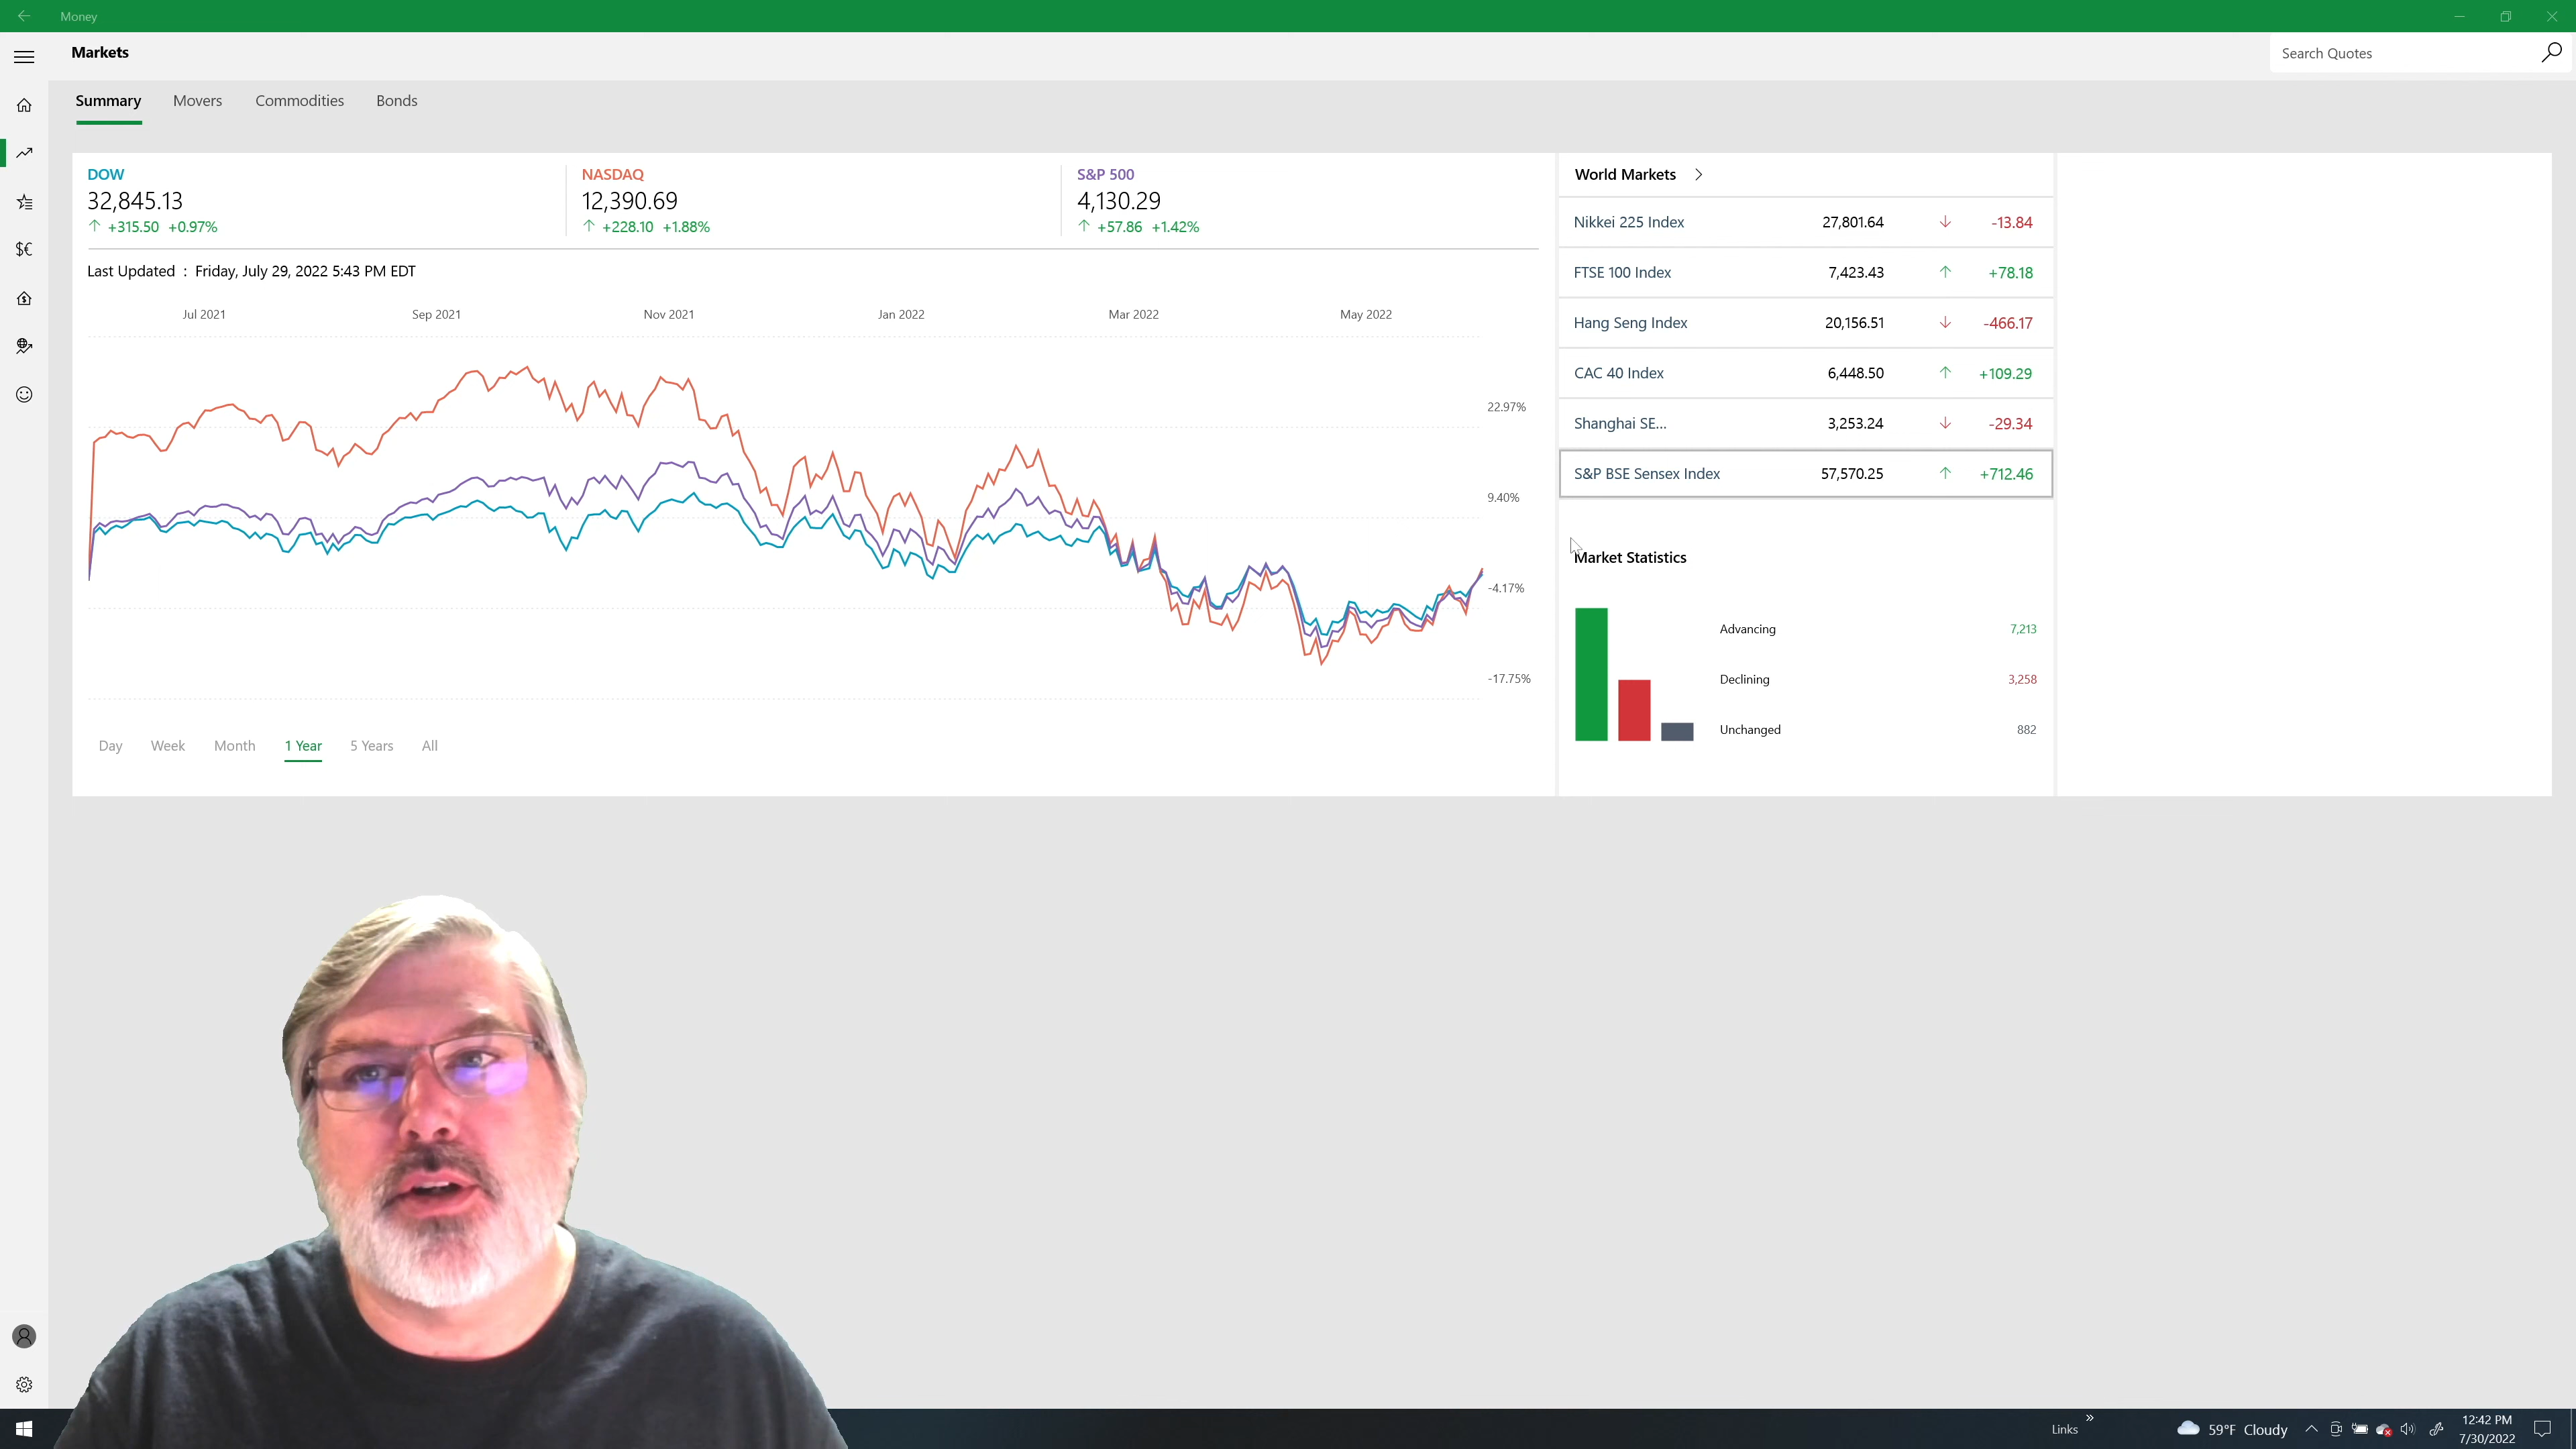 Money
Markets
Search Quotes
Summary Movers Commodities Bonds
DOW
32,845.13
+315.50 +0.97%
NASDAQ
12,390.69
+228.10 +1.88%
S&P 500
4,130.29
+57.86 +1.42%
Last Updated : Friday, July 29, 2022 5:43 PM EDT
Jul 2021 Sep 2021 Nov 2021 Jan 2022 Mar 2022 May 2022
22.97%
9.40%
-4.17%
-17.75%
Day Week Month 1 Year 5 Years All
World Markets
Nikkei 225 Index 27,801.64 -13.84
FTSE 100 Index 7,423.43 +78.18
Hang Seng Index 20,156.51 -466.17
CAC 40 Index 6,448.50 +109.29
Shanghai SE... 3,253.24 -29.34
S&P BSE Sensex Index 57,570.25 +712.46
Market Statistics
Advancing 7,213
Declining 3,258
Unchanged 882
$€
Links
59°F Cloudy
12:42 PM
7/30/2022